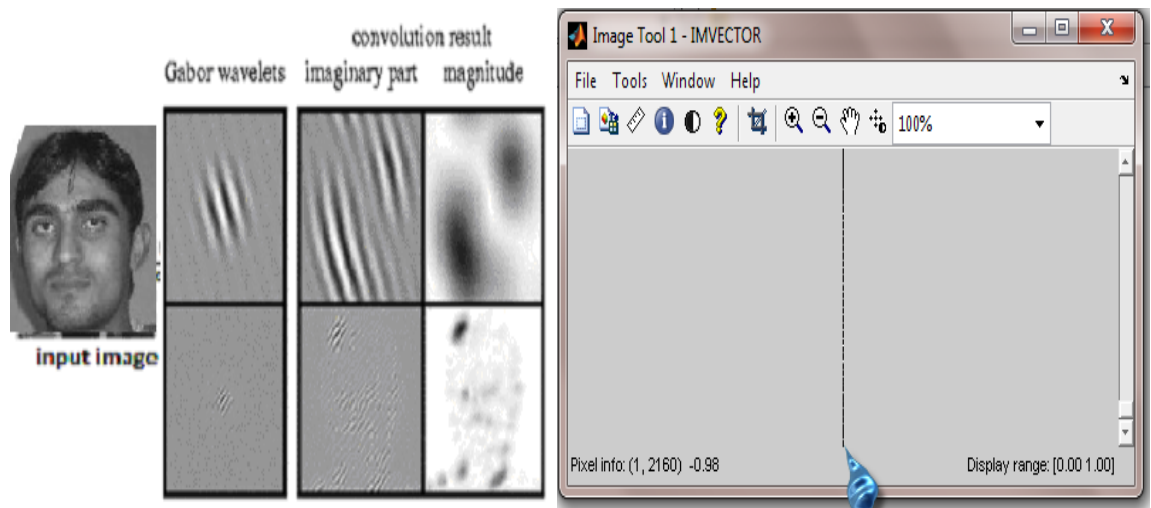 convolution result
Gabor wavelets imaginary part magnitude
input image
Image Tool 1 - IMVECTOR
File Tools Window Help
100%
Pixel info: (1, 2160) -0.98
Display range: [0.00 1.00]